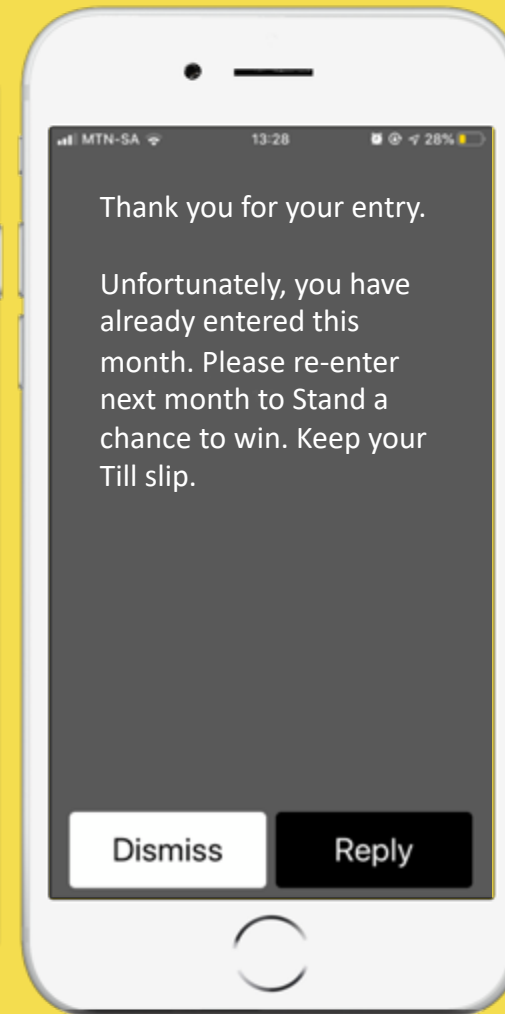 MTN-SA 13:28 28%
Thank you for your entry.
Unfortunately, you have
already entered this
month. Please re-enter
next month to Stand a
chance to win. Keep your
Till slip.
Dismiss Reply